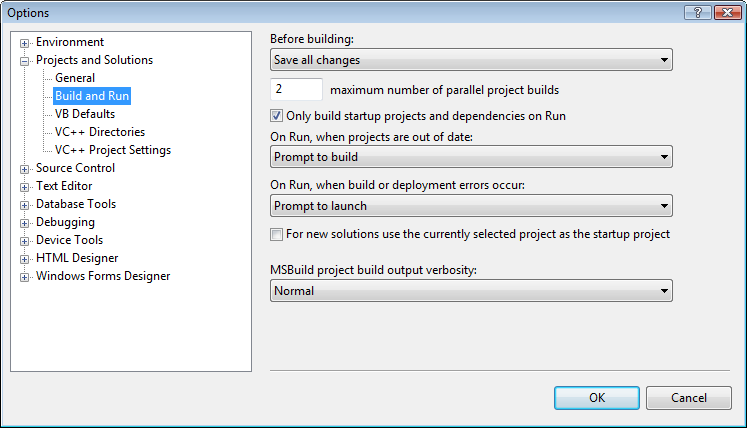 Options
Environment
Projects and Solutions
General
Build and Run
VB Defaults
VC++ Directories
VC++ Project Settings
Source Control
Text Editor
Database Tools
Debugging
Device Tools
HTML Designer
Windows Forms Designer
Before building:
Save all changes
2 maximum number of parallel project builds
Only build startup projects and dependencies on Run
On Run, when projects are out of date:
Prompt to build
On Run, when build or deployment errors occur:
Prompt to launch
For new solutions use the currently selected project as the startup project
MSBuild project build output verbosity:
Normal
OK Cancel